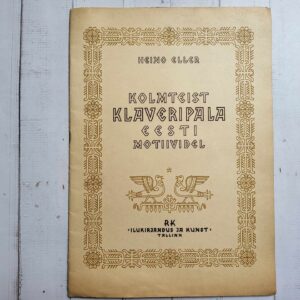 HEINO ELLER
KOLMTEIST
KLAVERIPALA
EESTI
MOTIIVIDEL
RK
"ILUKIRJANDUS JA KUNST"
TALLINN